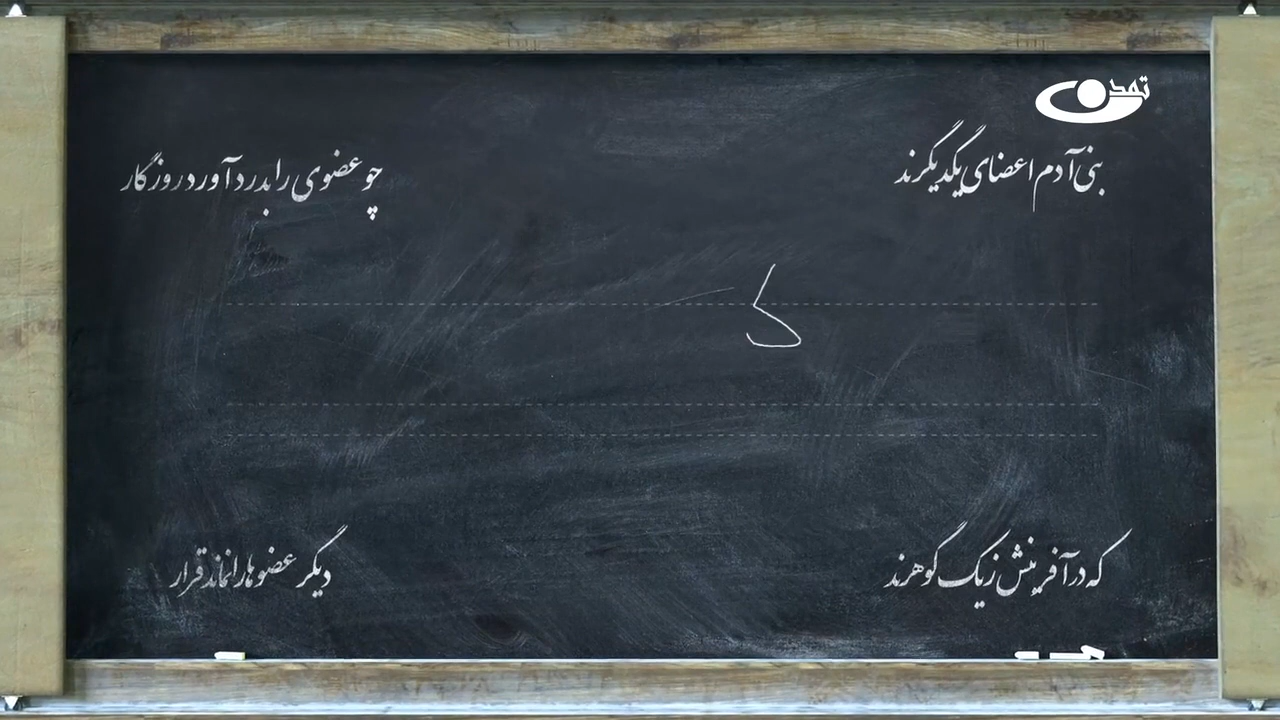 تمدن
بنی آدم اعضای یکدیگرند
چو عضوی را بدرد آورد روزگار
که در آفرینش ز یک گوهرند
دیگر عضوها را نماند قرار